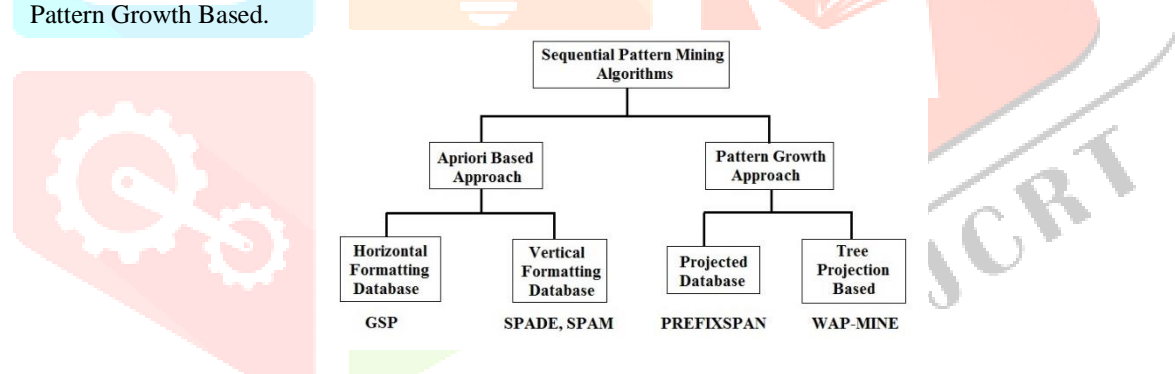 Pattern Growth Based.
Sequential Pattern Mining
Algorithms
Apriori Based
Approach
Pattern Growth
Approach
Horizontal
Formatting
Database
Vertical
Formatting
Database
Projected
Database
Tree
Projection
Based
GSP
SPADE, SPAM
PREFIXSPAN
WAP-MINE
JCRT